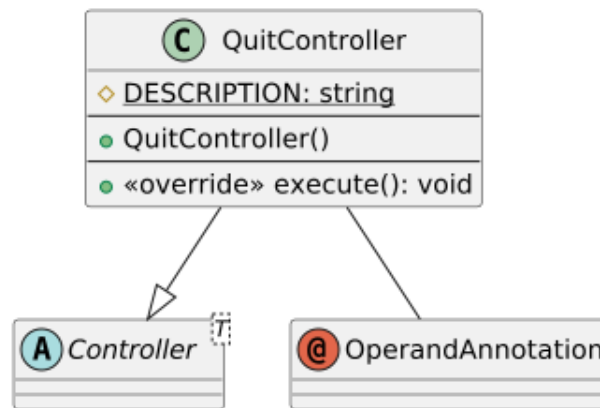 C QuitController
DESCRIPTION: string
QuitController()
«override» execute(): void
T
A Controller
@ OperandAnnotation